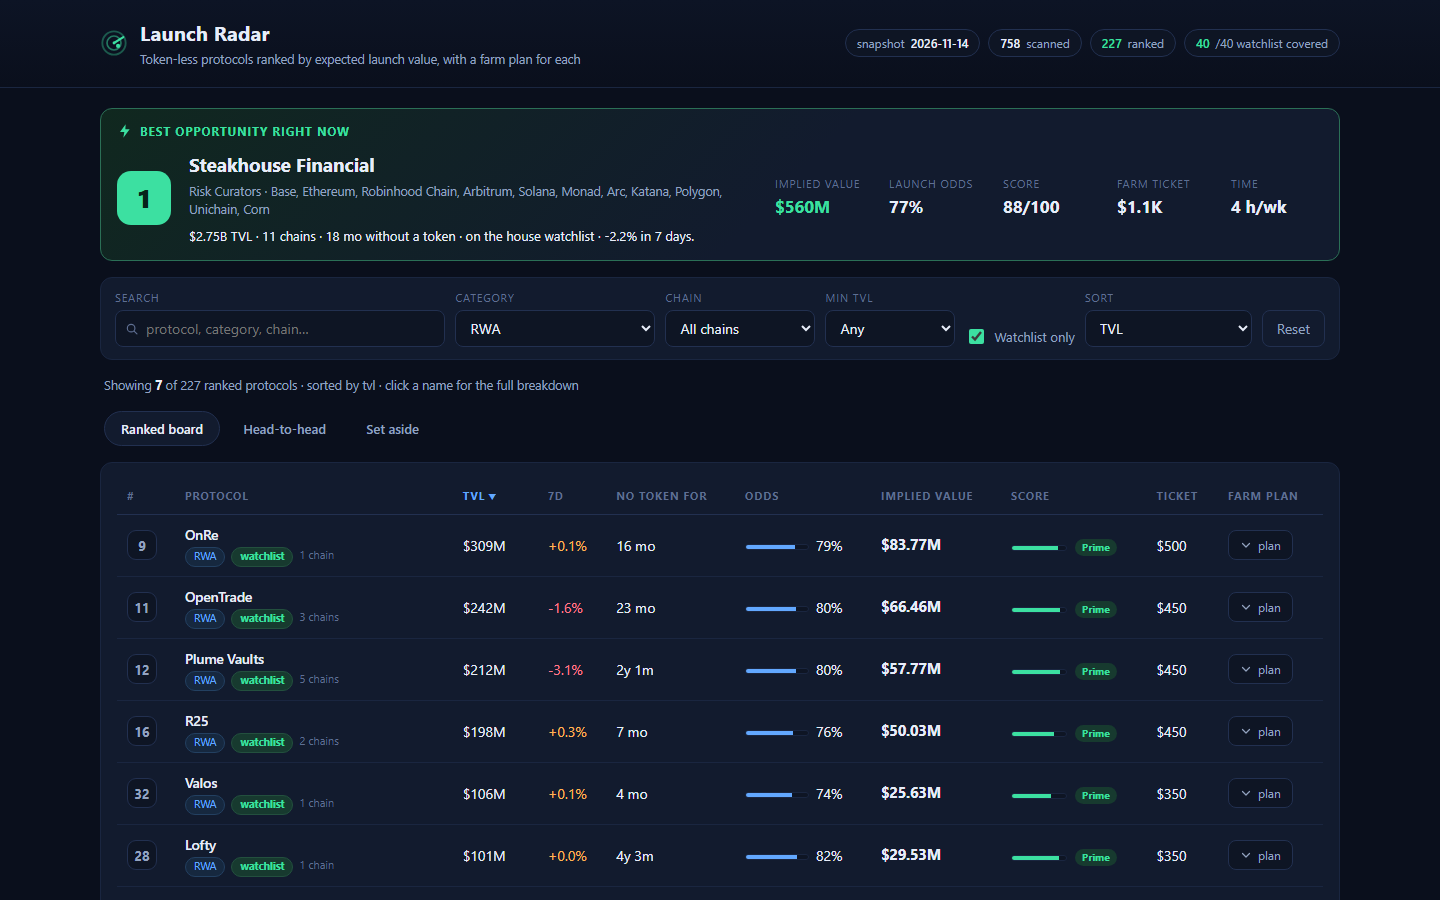 Launch Radar
Token-less protocols ranked by expected launch value, with a farm plan for each
snapshot 2026-11-14
758 scanned
227 ranked
40 /40 watchlist covered
BEST OPPORTUNITY RIGHT NOW
1
Steakhouse Financial
Risk Curators · Base, Ethereum, Robinhood Chain, Arbitrum, Solana, Monad, Arc, Katana, Polygon,
Unichain, Corn
$2.75B TVL · 11 chains · 18 mo without a token · on the house watchlist · -2.2% in 7 days.
IMPLIED VALUE
$560M
LAUNCH ODDS
77%
SCORE
88/100
FARM TICKET
$1.1K
TIME
4 h/wk
SEARCH
protocol, category, chain...
CATEGORY
RWA
CHAIN
All chains
MIN TVL
Any
Watchlist only
SORT
TVL
Reset
Showing 7 of 227 ranked protocols · sorted by tvl · click a name for the full breakdown
Ranked board
Head-to-head
Set aside
# PROTOCOL TVL ▼ 7D NO TOKEN FOR ODDS IMPLIED VALUE SCORE TICKET FARM PLAN
9 OnRe $309M +0.1% 16 mo 79% $83.77M Prime $500 plan
RWA watchlist 1 chain
11 OpenTrade $242M -1.6% 23 mo 80% $66.46M Prime $450 plan
RWA watchlist 3 chains
12 Plume Vaults $212M -3.1% 2y 1m 80% $57.77M Prime $450 plan
RWA watchlist 5 chains
16 R25 $198M +0.3% 7 mo 76% $50.03M Prime $450 plan
RWA watchlist 2 chains
32 Valos $106M +0.1% 4 mo 74% $25.63M Prime $350 plan
RWA watchlist 1 chain
28 Lofty $101M +0.0% 4y 3m 82% $29.53M Prime $350 plan
RWA watchlist 1 chain